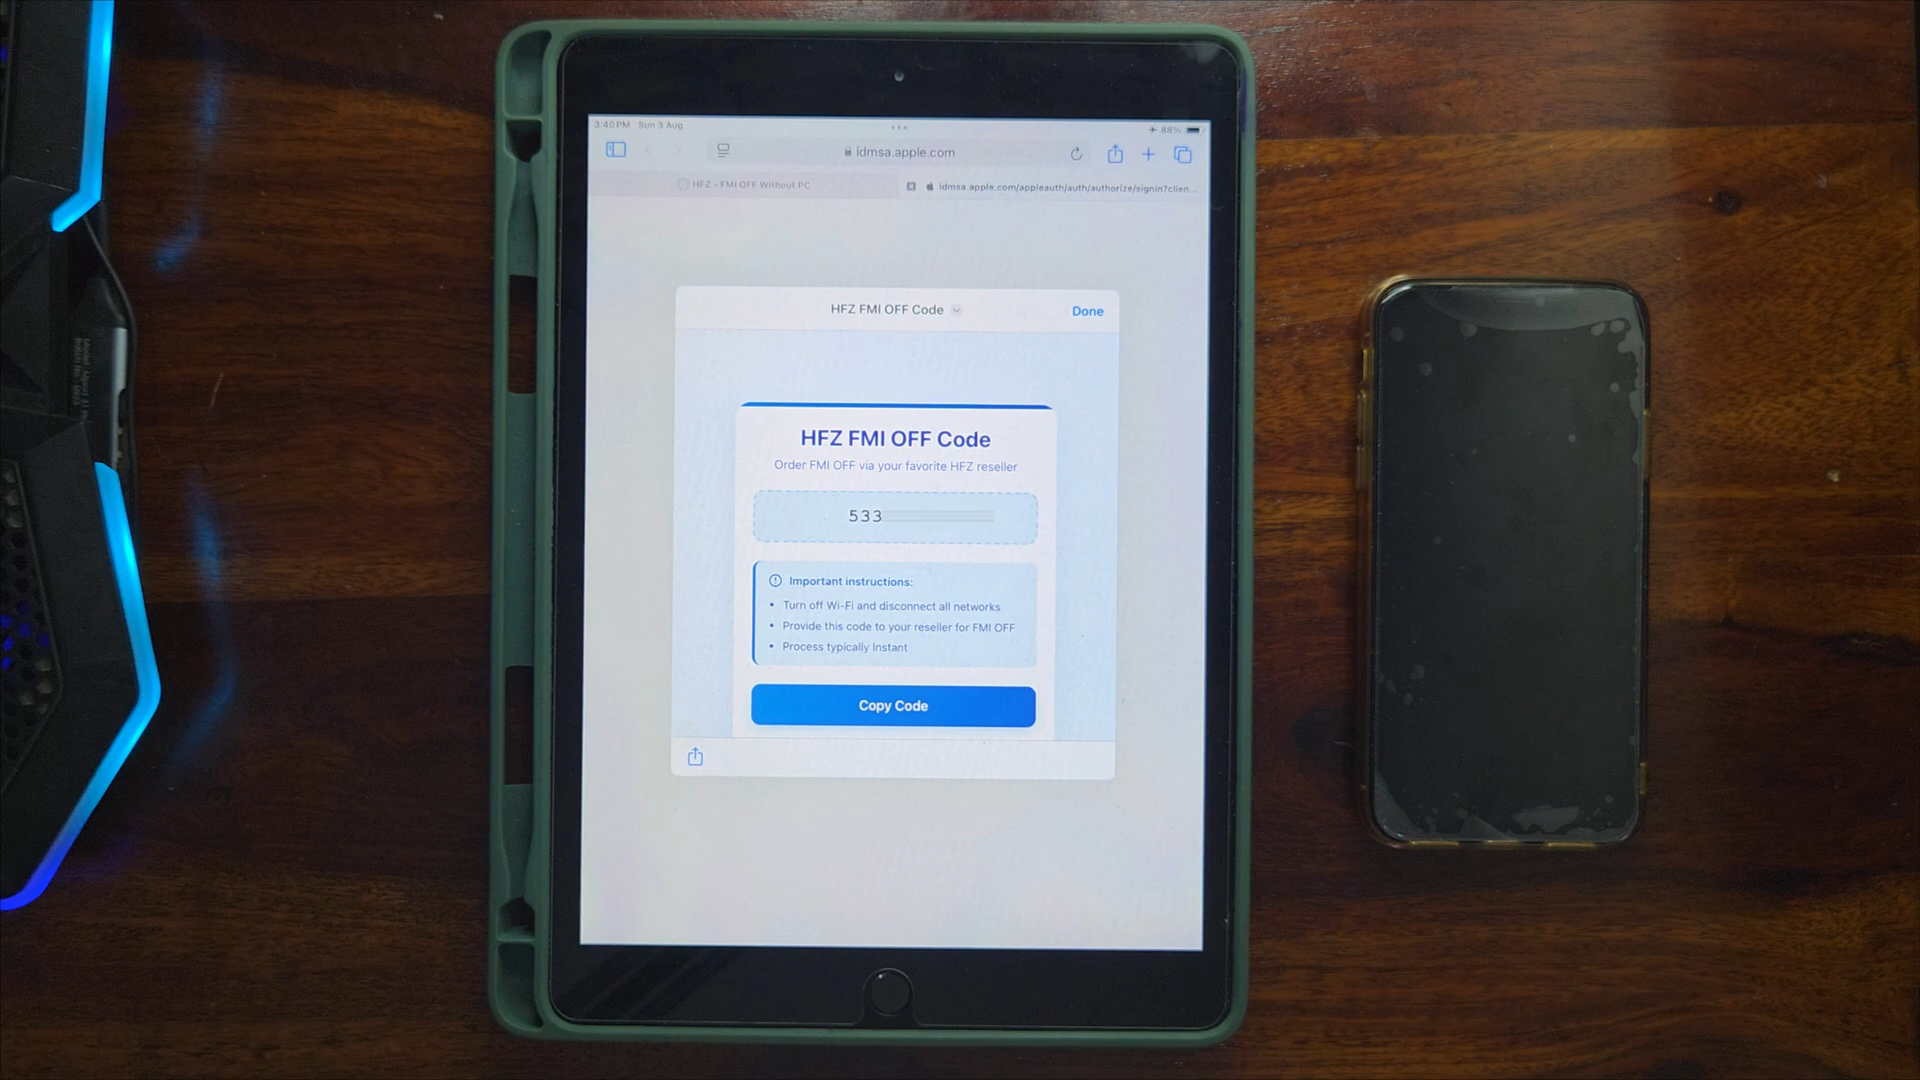 3:40 PM Sun 3 Aug
88%
idmsa.apple.com
HFZ - FMI OFF Without PC
idmsa.apple.com/appleauth/auth/authorize/signin?clien...
HFZ FMI OFF Code
Done
HFZ FMI OFF Code
Order FMI OFF via your favorite HFZ reseller
533
Important instructions:
• Turn off Wi-Fi and disconnect all networks
• Provide this code to your reseller for FMI OFF
• Process typically Instant
Copy Code